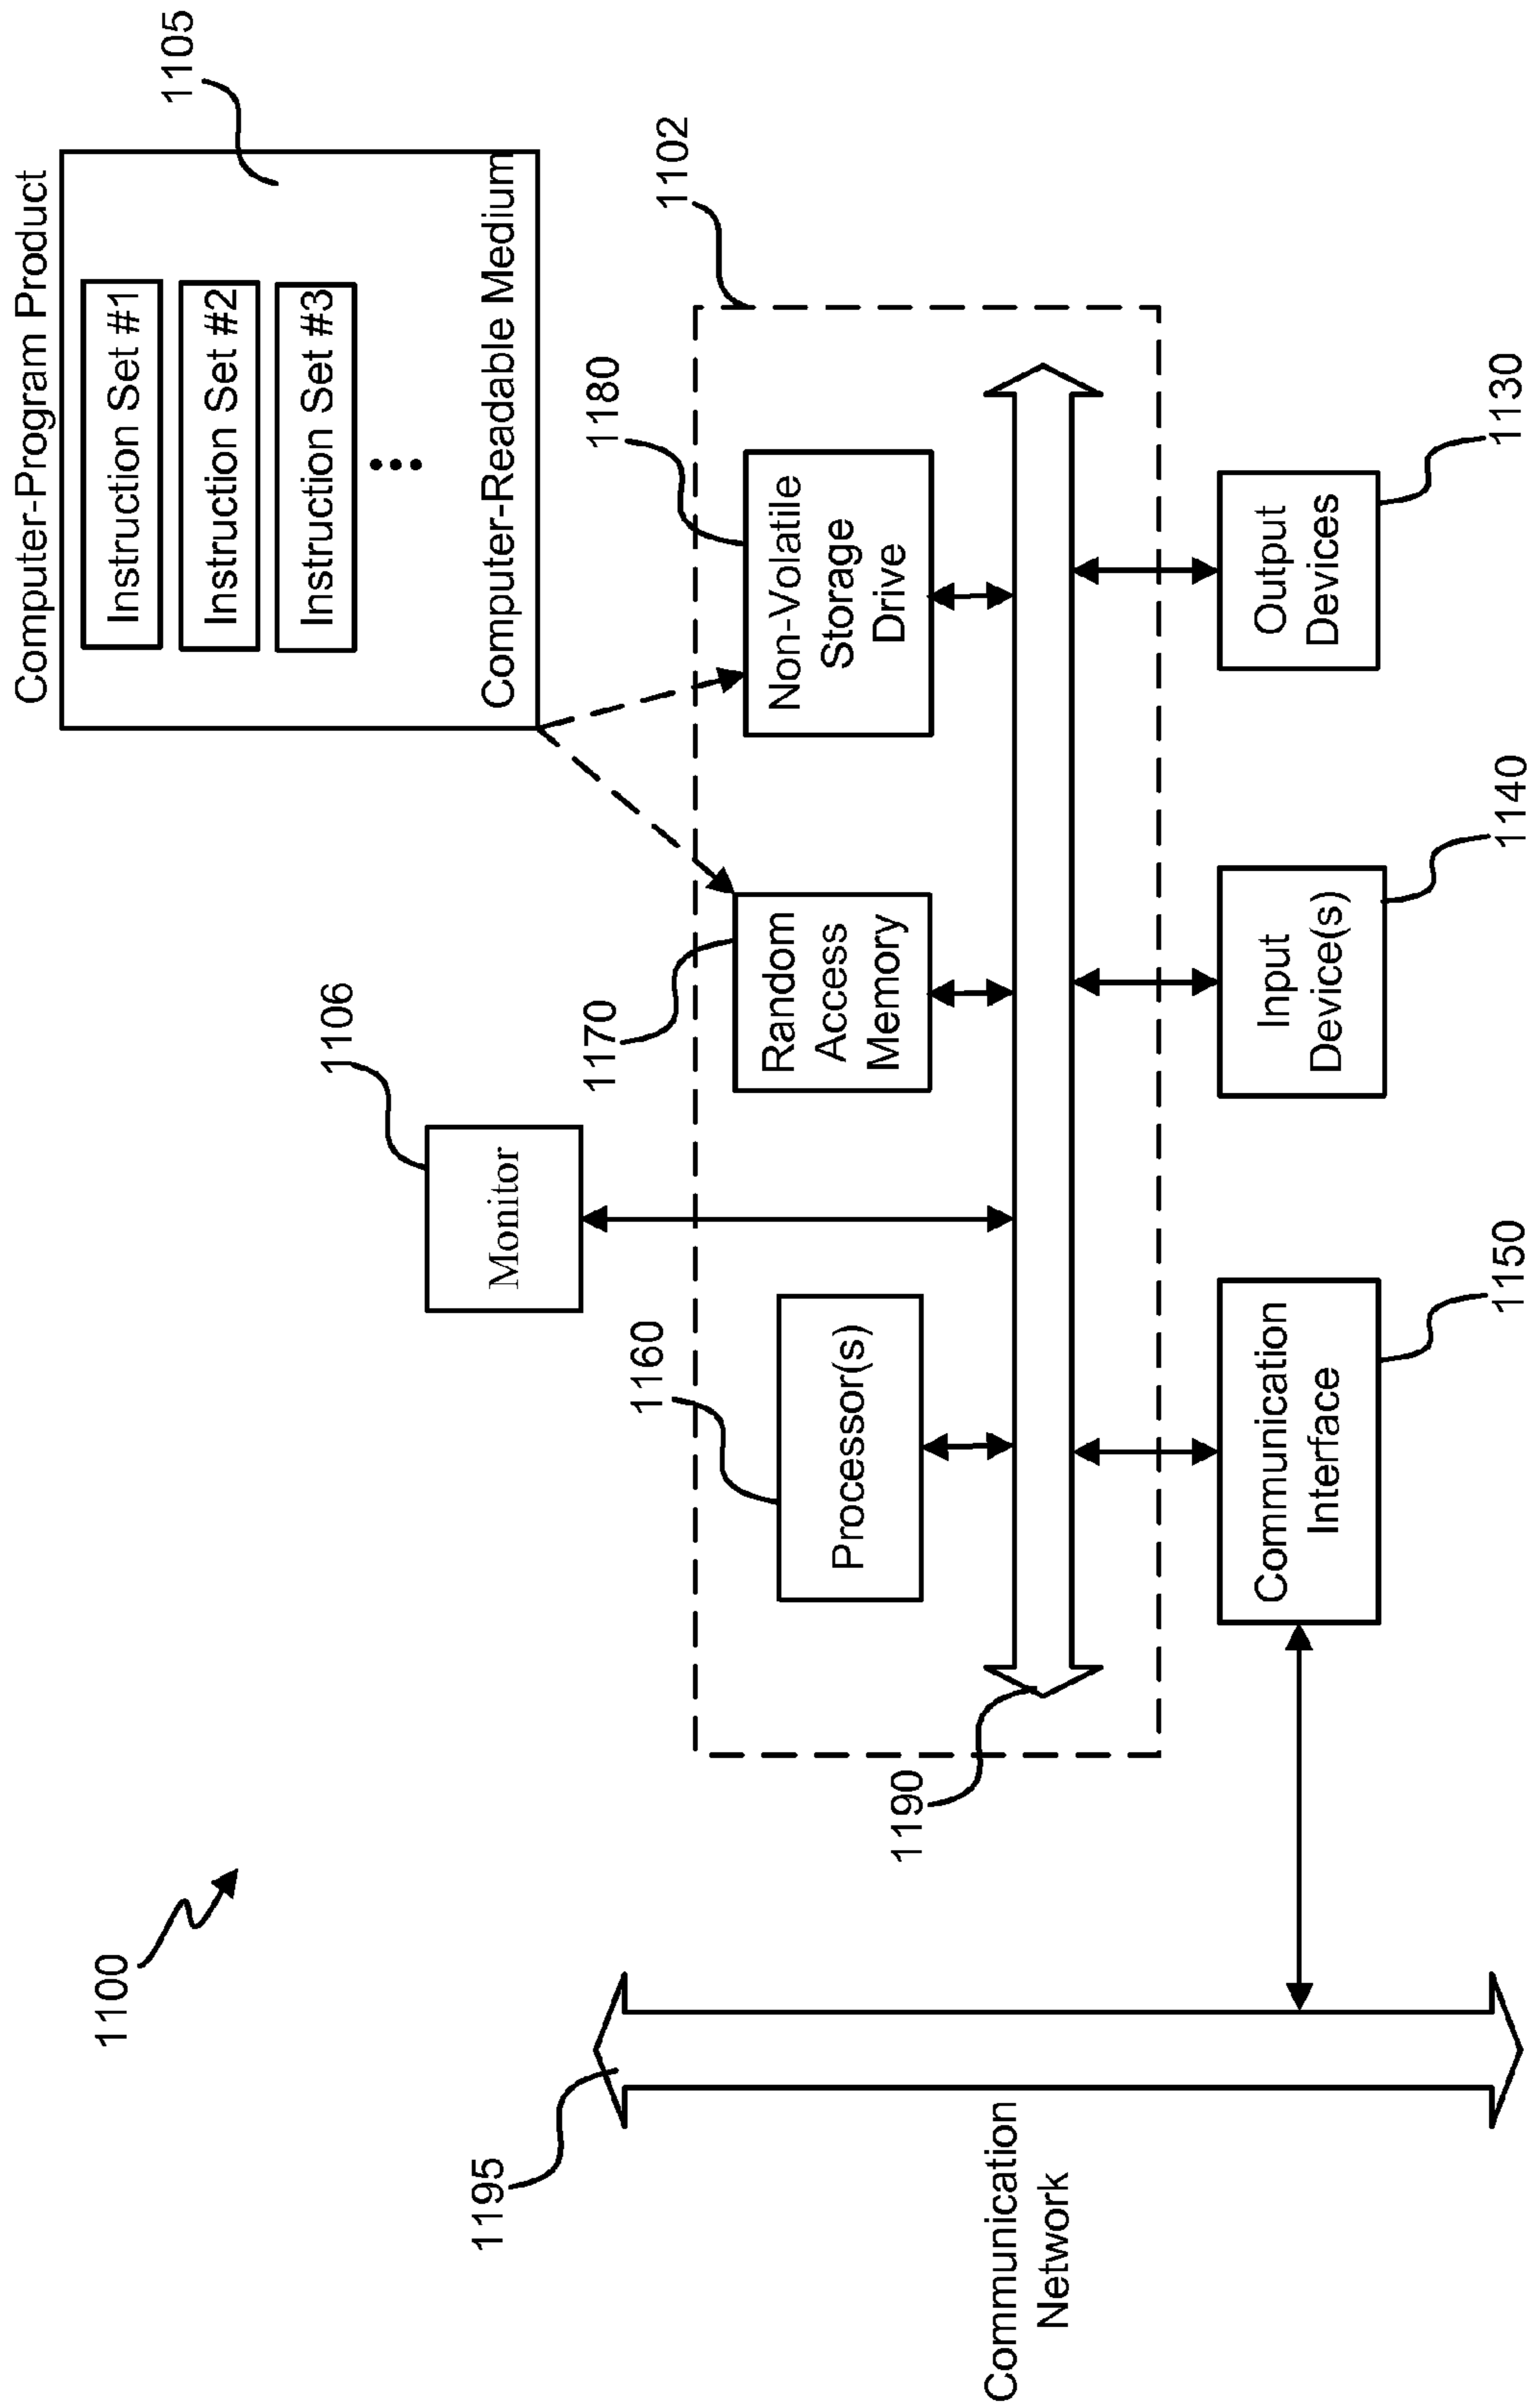 1100
Computer-Program Product
Instruction Set #1
Instruction Set #2
Instruction Set #3
Computer-Readable Medium
1105
1106
Monitor
1102
1160
Processor(s)
1170
Random
Access
Memory
1180
Non-Volatile
Storage
Drive
1190
1195
Communication
Network
Communication
Interface
1150
Input
Device(s)
1140
Output
Devices
1130